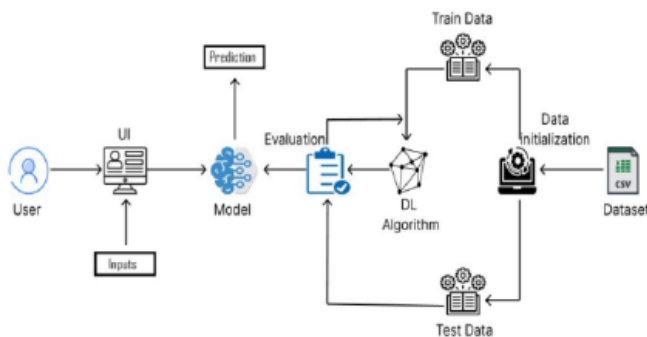 Train Data
Prediction
UI
Evaluation
Data
initialization
User
Model
DL
Algorithm
CSV
Dataset
Inputs
Test Data